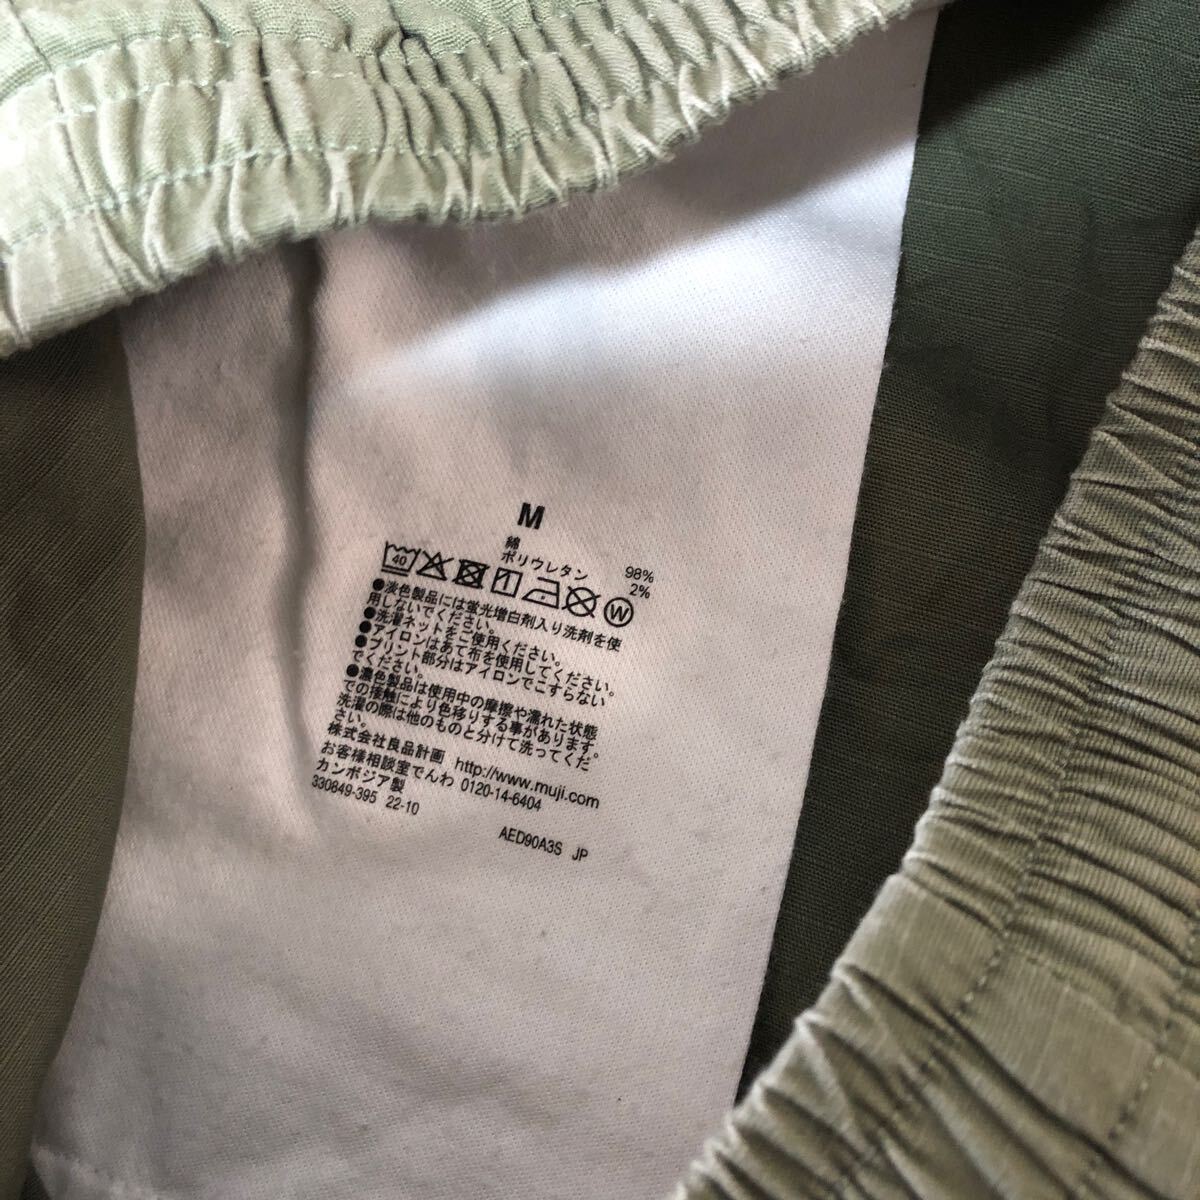 M
綿 98%
ポリウレタン 2%
40 W
●淡色製品には蛍光増白剤入り洗剤を使
用しないでください。
●洗濯ネットをご使用ください。
●アイロンはあて布を使用してください。
●プリント部分はアイロンでこすらない
でください。
●濃色製品は使用中の摩擦や濡れた状態
での接触により色移りする事があります。
洗濯の際は他のものと分けて洗ってくだ
さい。
株式会社良品計画 http://www.muji.com
お客様相談室でんわ 0120-14-6404
カンボジア製
330849-395 22-10
AED90A3S JP